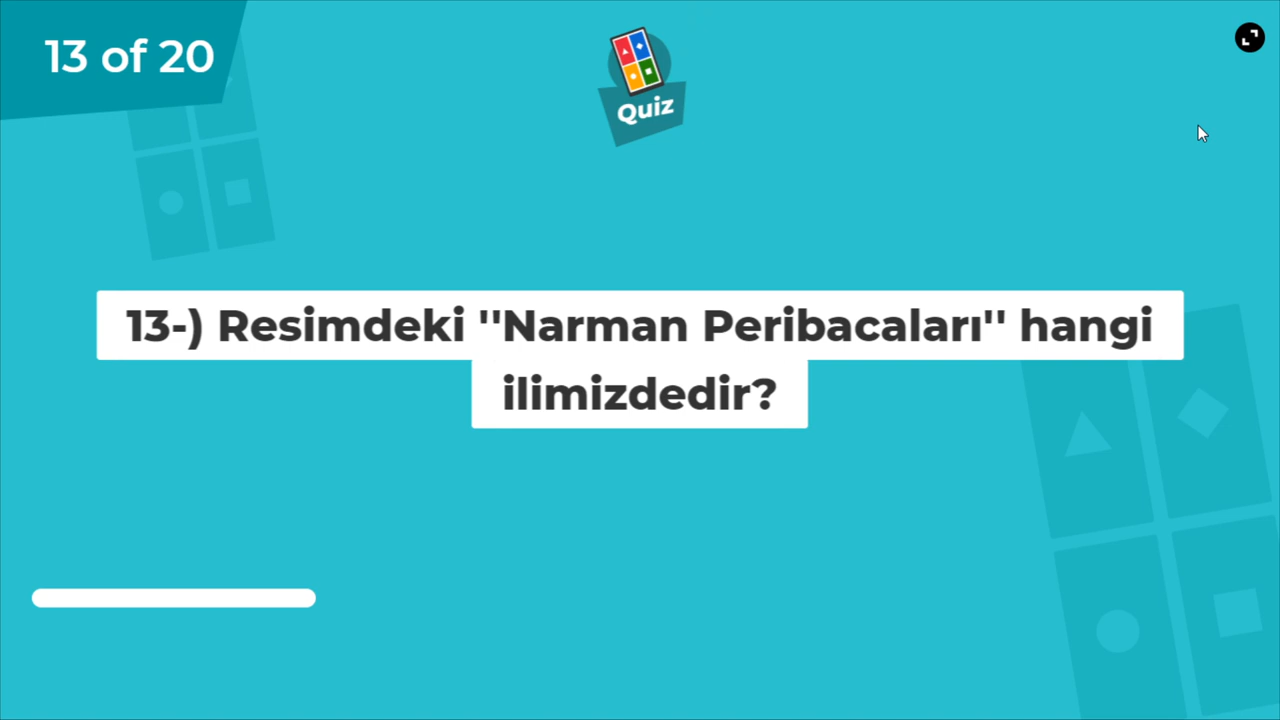 13 of 20
Quiz
13-) Resimdeki ''Narman Peribacaları'' hangi
ilimizdedir?